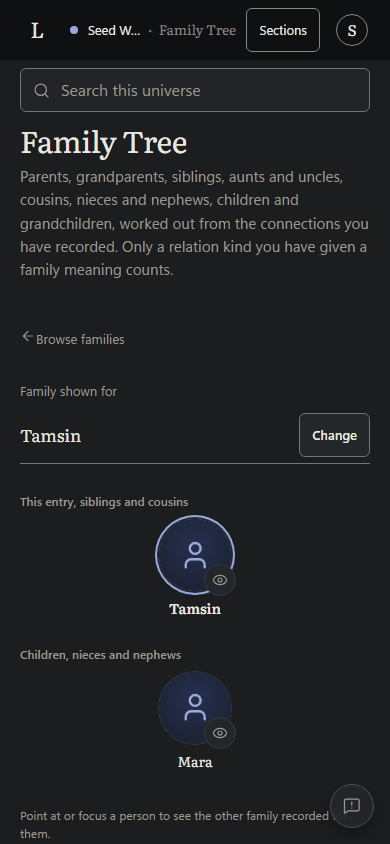 L
Seed W... · Family Tree
Sections
S
Search this universe
Family Tree
Parents, grandparents, siblings, aunts and uncles,
cousins, nieces and nephews, children and
grandchildren, worked out from the connections you
have recorded. Only a relation kind you have given a
family meaning counts.
Browse families
Family shown for
Tamsin
Change
This entry, siblings and cousins
Tamsin
Children, nieces and nephews
Mara
Point at or focus a person to see the other family recorded
them.